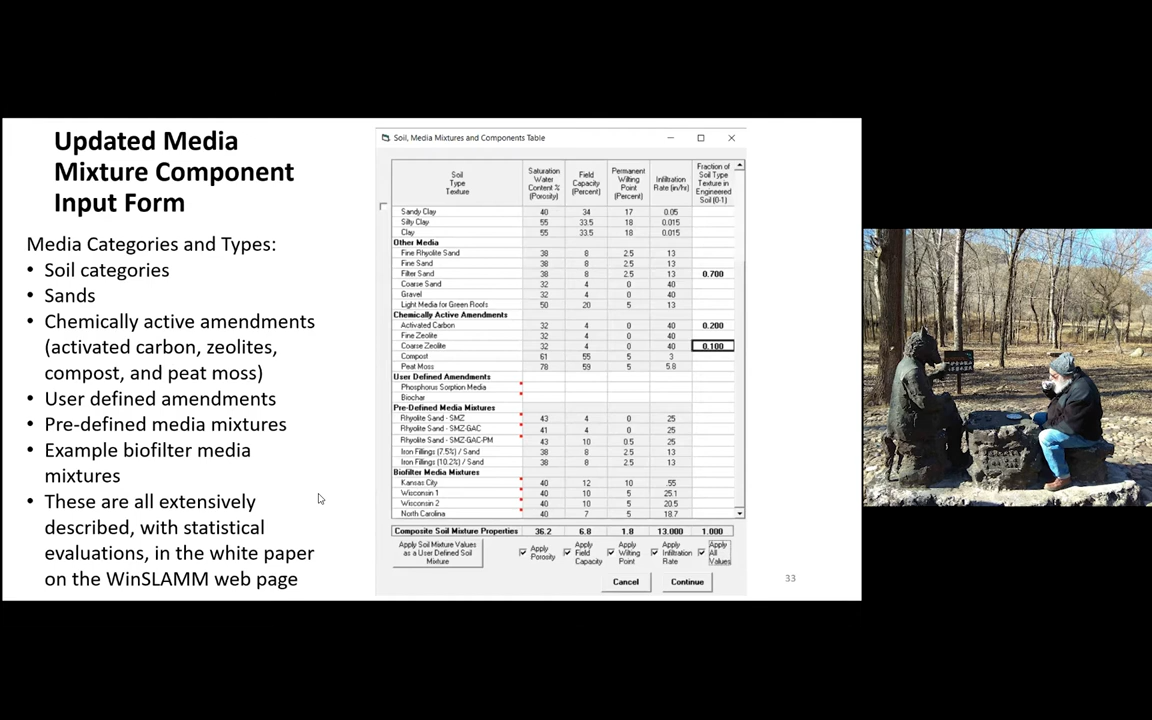 Updated Media
Mixture Component
Input Form
Media Categories and Types:
• Soil categories
• Sands
• Chemically active amendments
(activated carbon, zeolites,
compost, and peat moss)
• User defined amendments
• Pre-defined media mixtures
• Example biofilter media
mixtures
• These are all extensively
described, with statistical
evaluations, in the white paper
on the WinSLAMM web page
Soil, Media Mixtures and Components Table
Soil Type Texture
Saturation Water Content % (Porosity)
Field Capacity (Percent)
Permanent Wilting Point (Percent)
Infiltration Rate (in/hr)
Fraction of Soil Type Texture in Engineered Soil (0-1)
Sandy Clay 40 34 17 0.05
Silty Clay 55 33.5 18 0.015
Clay 55 33.5 18 0.015
Other Media
Fine Rhyolite Sand 38 8 2.5 13
Fine Sand 38 8 2.5 13
Filter Sand 38 8 2.5 13 0.700
Coarse Sand 32 4 0 40
Gravel 32 4 0 40
Light Media for Green Roofs 50 20 5 13
Chemically Active Amendments
Activated Carbon 32 4 0 40 0.200
Fine Zeolite 32 4 0 40
Coarse Zeolite 32 4 0 40 0.100
Compost 61 55 5 3
Peat Moss 78 59 5 5.8
User Defined Amendments
Phosphorus Sorption Media
Biochar
Pre-Defined Media Mixtures
Rhyolite Sand - SMZ 43 4 0 25
Rhyolite Sand - SMZ-GAC 41 4 0 25
Rhyolite Sand - SMZ-GAC-PM 43 10 0.5 25
Iron Fillings (7.5%) / Sand 38 8 2.5 13
Iron Fillings (10.2%) / Sand 38 8 2.5 13
Biofilter Media Mixtures
Kansas City 40 12 10 .55
Wisconsin 1 40 10 5 25.1
Wisconsin 2 40 10 5 20.5
North Carolina 40 7 5 18.7
Composite Soil Mixture Properties 36.2 6.8 1.8 13.000 1.000
Apply Soil Mixture Values
as a User Defined Soil
Mixture
Apply Porosity
Apply Field Capacity
Apply Wilting Point
Apply Infiltration Rate
Apply All Values
Cancel Continue
33